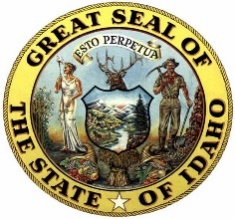 GREAT SEAL OF
THE STATE ★ OF IDAHO
ESTO PERPETUA